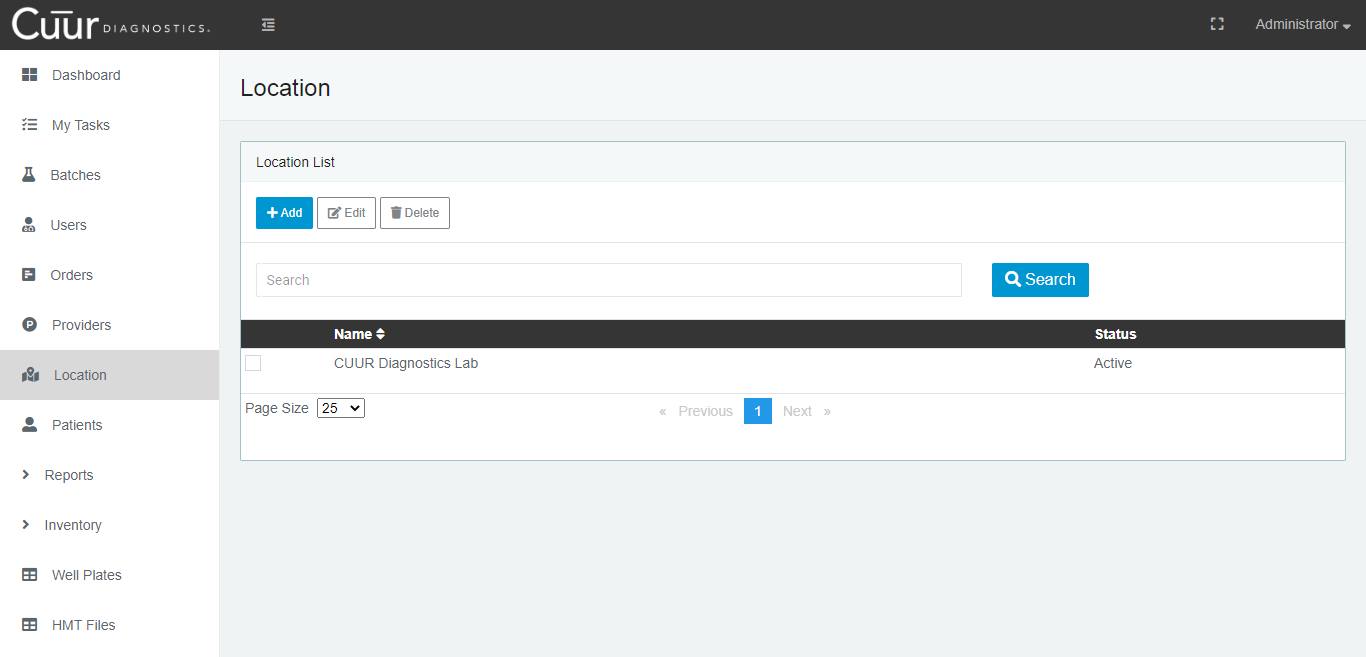 Cūur DIAGNOSTICS.
Administrator
Dashboard
My Tasks
Batches
Users
Orders
Providers
Location
Patients
Reports
Inventory
Well Plates
HMT Files
Location
Location List
Add Edit Delete
Search Search
Name Status
CUUR Diagnostics Lab Active
Page Size 25 « Previous 1 Next »